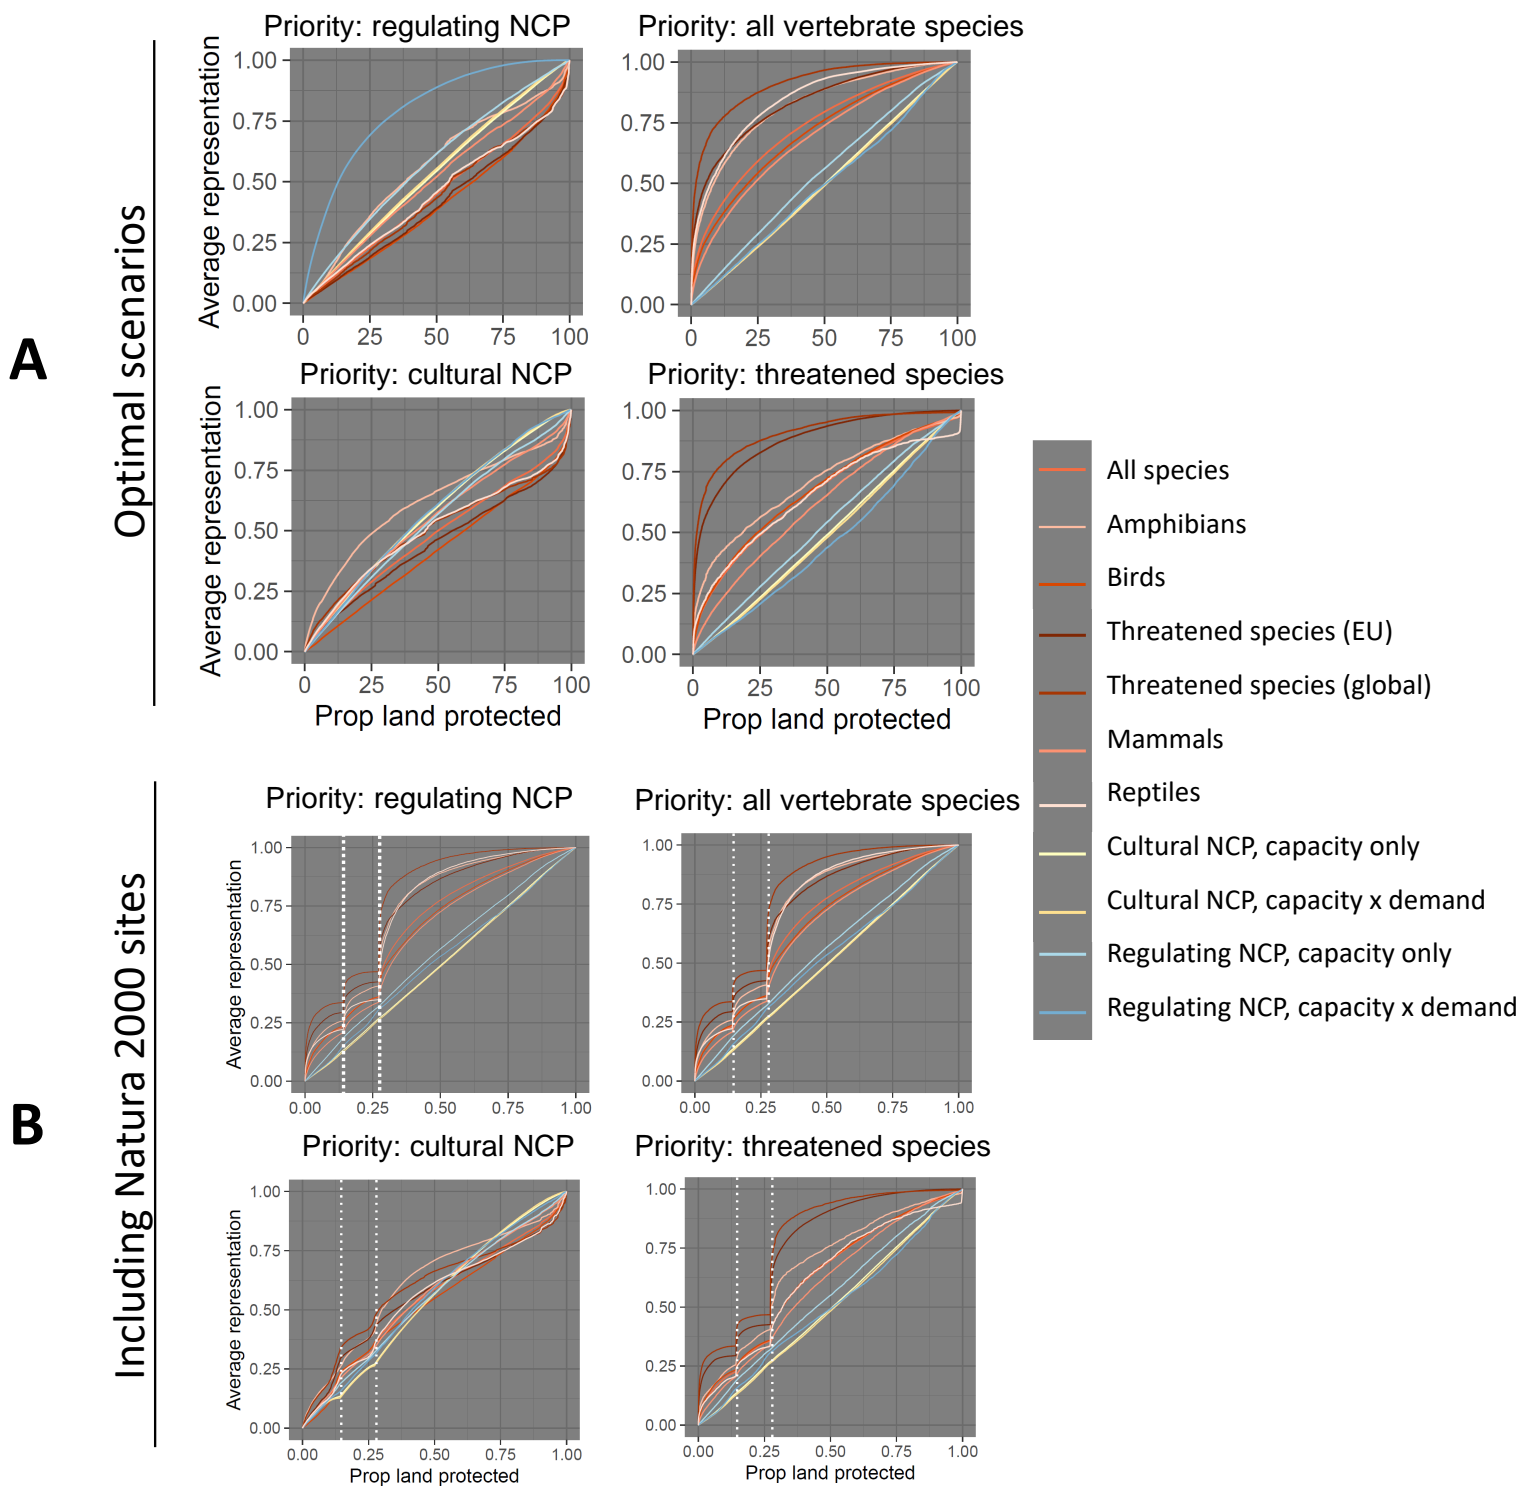 A
Optimal scenarios
Priority: regulating NCP
Average representation
1.00
0.75
0.50
0.25
0.00
0 25 50 75 100
Priority: all vertebrate species
1.00
0.75
0.50
0.25
0.00
0 25 50 75 100
Priority: cultural NCP
Average representation
1.00
0.75
0.50
0.25
0.00
0 25 50 75 100
Prop land protected
Priority: threatened species
1.00
0.75
0.50
0.25
0.00
0 25 50 75 100
Prop land protected
All species
Amphibians
Birds
Threatened species (EU)
Threatened species (global)
Mammals
Reptiles
Cultural NCP, capacity only
Cultural NCP, capacity x demand
Regulating NCP, capacity only
Regulating NCP, capacity x demand
B
Including Natura 2000 sites
Priority: regulating NCP
Average representation
1.00
0.75
0.50
0.25
0.00
0.00 0.25 0.50 0.75 1.00
Priority: all vertebrate species
1.00
0.75
0.50
0.25
0.00
0.00 0.25 0.50 0.75 1.00
Priority: cultural NCP
Average representation
1.00
0.75
0.50
0.25
0.00
0.00 0.25 0.50 0.75 1.00
Prop land protected
Priority: threatened species
1.00
0.75
0.50
0.25
0.00
0.00 0.25 0.50 0.75 1.00
Prop land protected